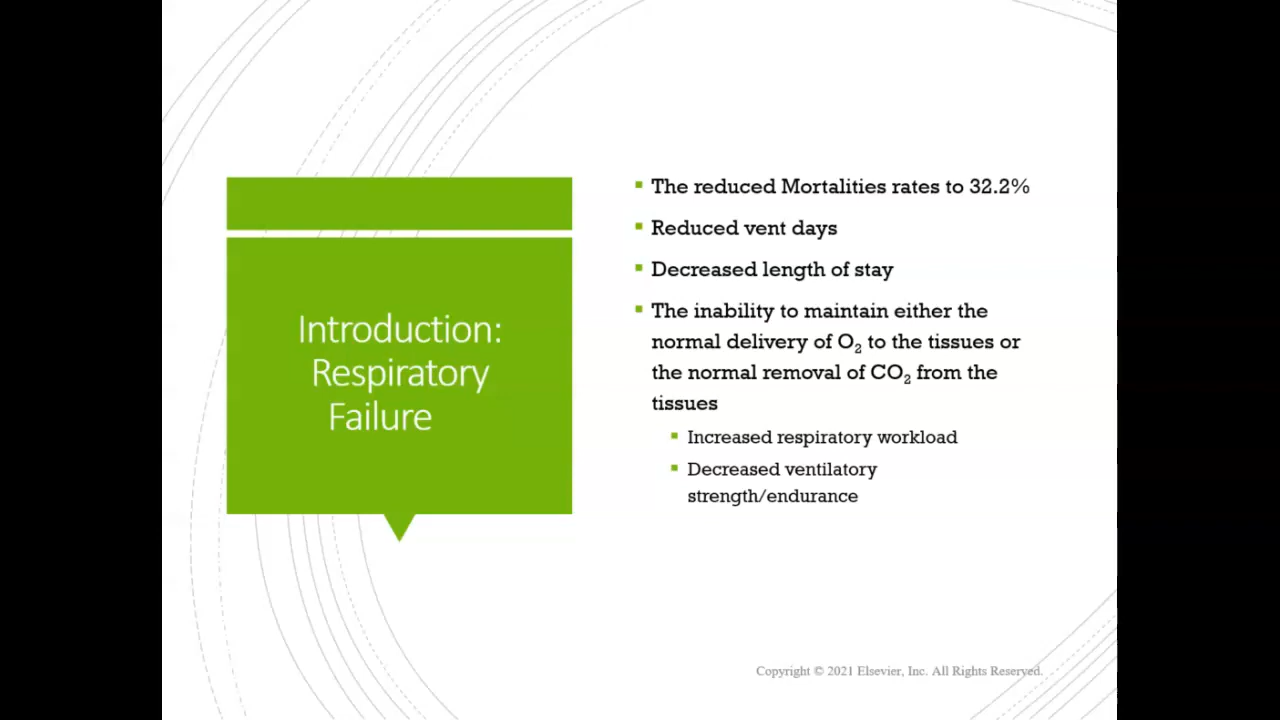 Introduction:
Respiratory
Failure
The reduced Mortalities rates to 32.2%
Reduced vent days
Decreased length of stay
The inability to maintain either the
normal delivery of O₂ to the tissues or
the normal removal of CO₂ from the
tissues
Increased respiratory workload
Decreased ventilatory
strength/endurance
Copyright © 2021 Elsevier, Inc. All Rights Reserved.